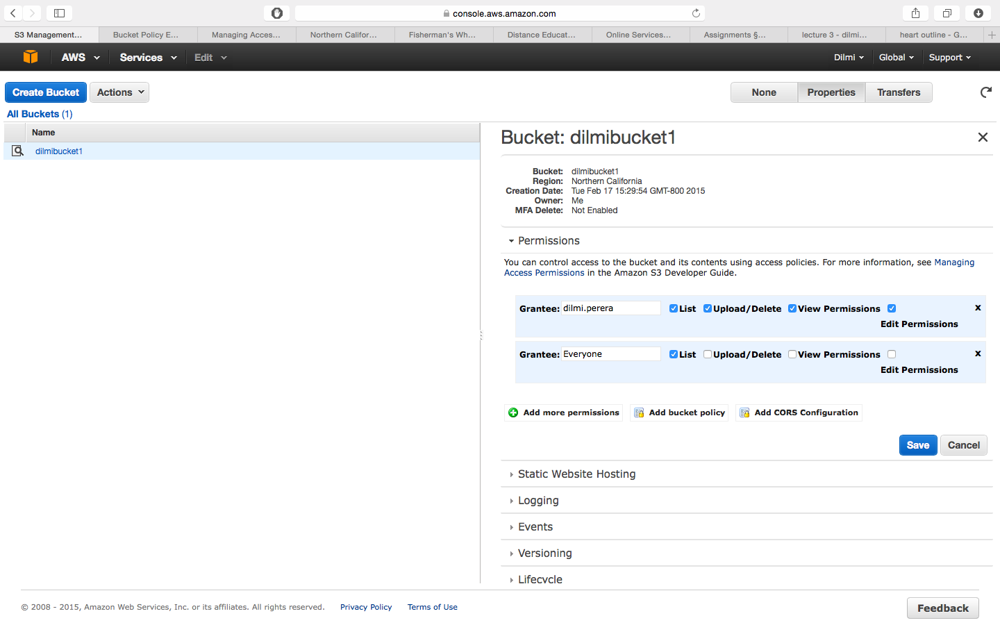 console.aws.amazon.com
S3 Management...
Bucket Policy E...
Managing Acces...
Northern Califor...
Fisherman's Wh...
Distance Educat...
Online Services...
Assignments §...
lecture 3 - dilmi...
heart outline - G...
AWS
Services
Edit
Dilmi
Global
Support
Create Bucket
Actions
None
Properties
Transfers
All Buckets (1)
Name
dilmibucket1
Bucket: dilmibucket1
Bucket: dilmibucket1
Region: Northern California
Creation Date: Tue Feb 17 15:29:54 GMT-800 2015
Owner: Me
MFA Delete: Not Enabled
Permissions
You can control access to the bucket and its contents using access policies. For more information, see Managing
Access Permissions in the Amazon S3 Developer Guide.
Grantee: dilmi.perera List Upload/Delete View Permissions x
Edit Permissions
Grantee: Everyone List Upload/Delete View Permissions x
Edit Permissions
Add more permissions
Add bucket policy
Add CORS Configuration
Save
Cancel
Static Website Hosting
Logging
Events
Versioning
Lifecycle
© 2008 - 2015, Amazon Web Services, Inc. or its affiliates. All rights reserved. Privacy Policy Terms of Use
Feedback